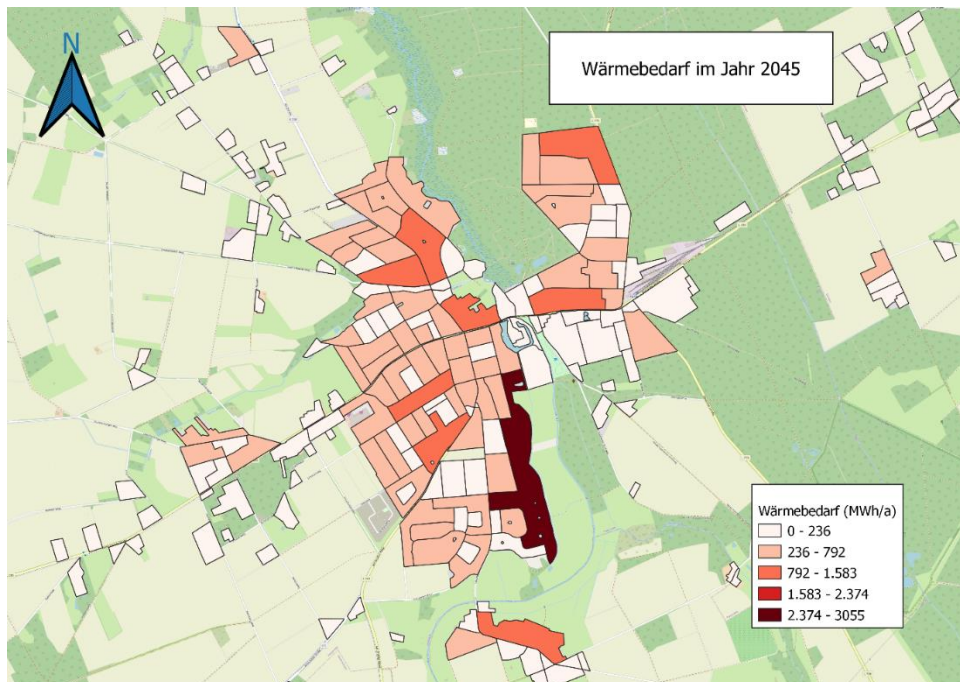 N
Wärmebedarf im Jahr 2045
Wärmebedarf (MWh/a)
0 - 236
236 - 792
792 - 1.583
1.583 - 2.374
2.374 - 3055